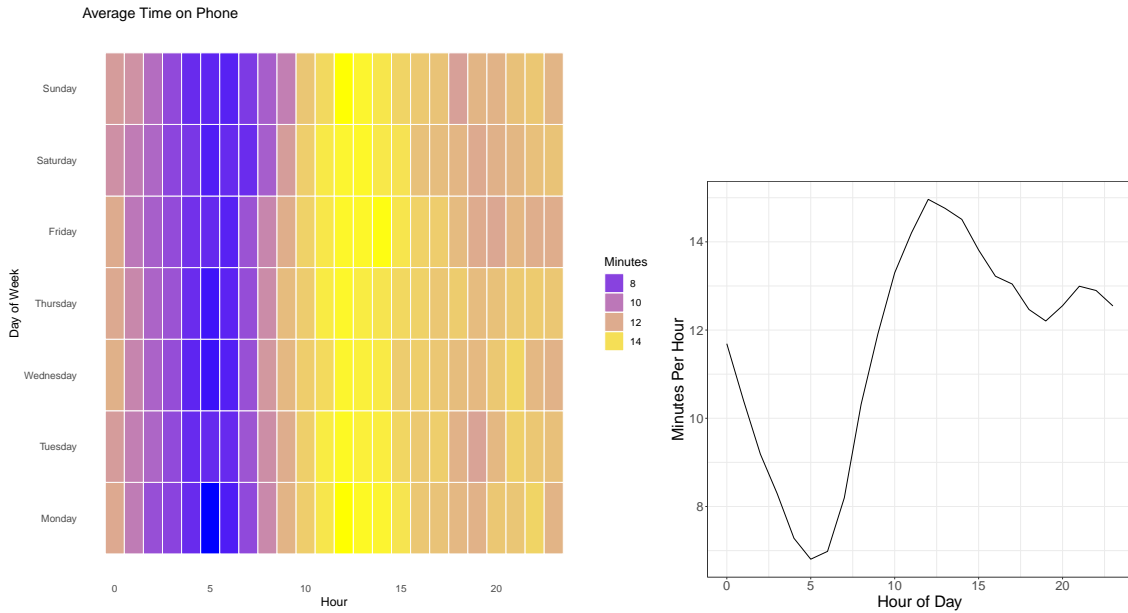 Average Time on Phone
Day of Week
Sunday
Saturday
Friday
Thursday
Wednesday
Tuesday
Monday
0 5 10 15 20
Hour
Minutes
8
10
12
14
Minutes Per Hour
14
12
10
8
0 5 10 15 20
Hour of Day